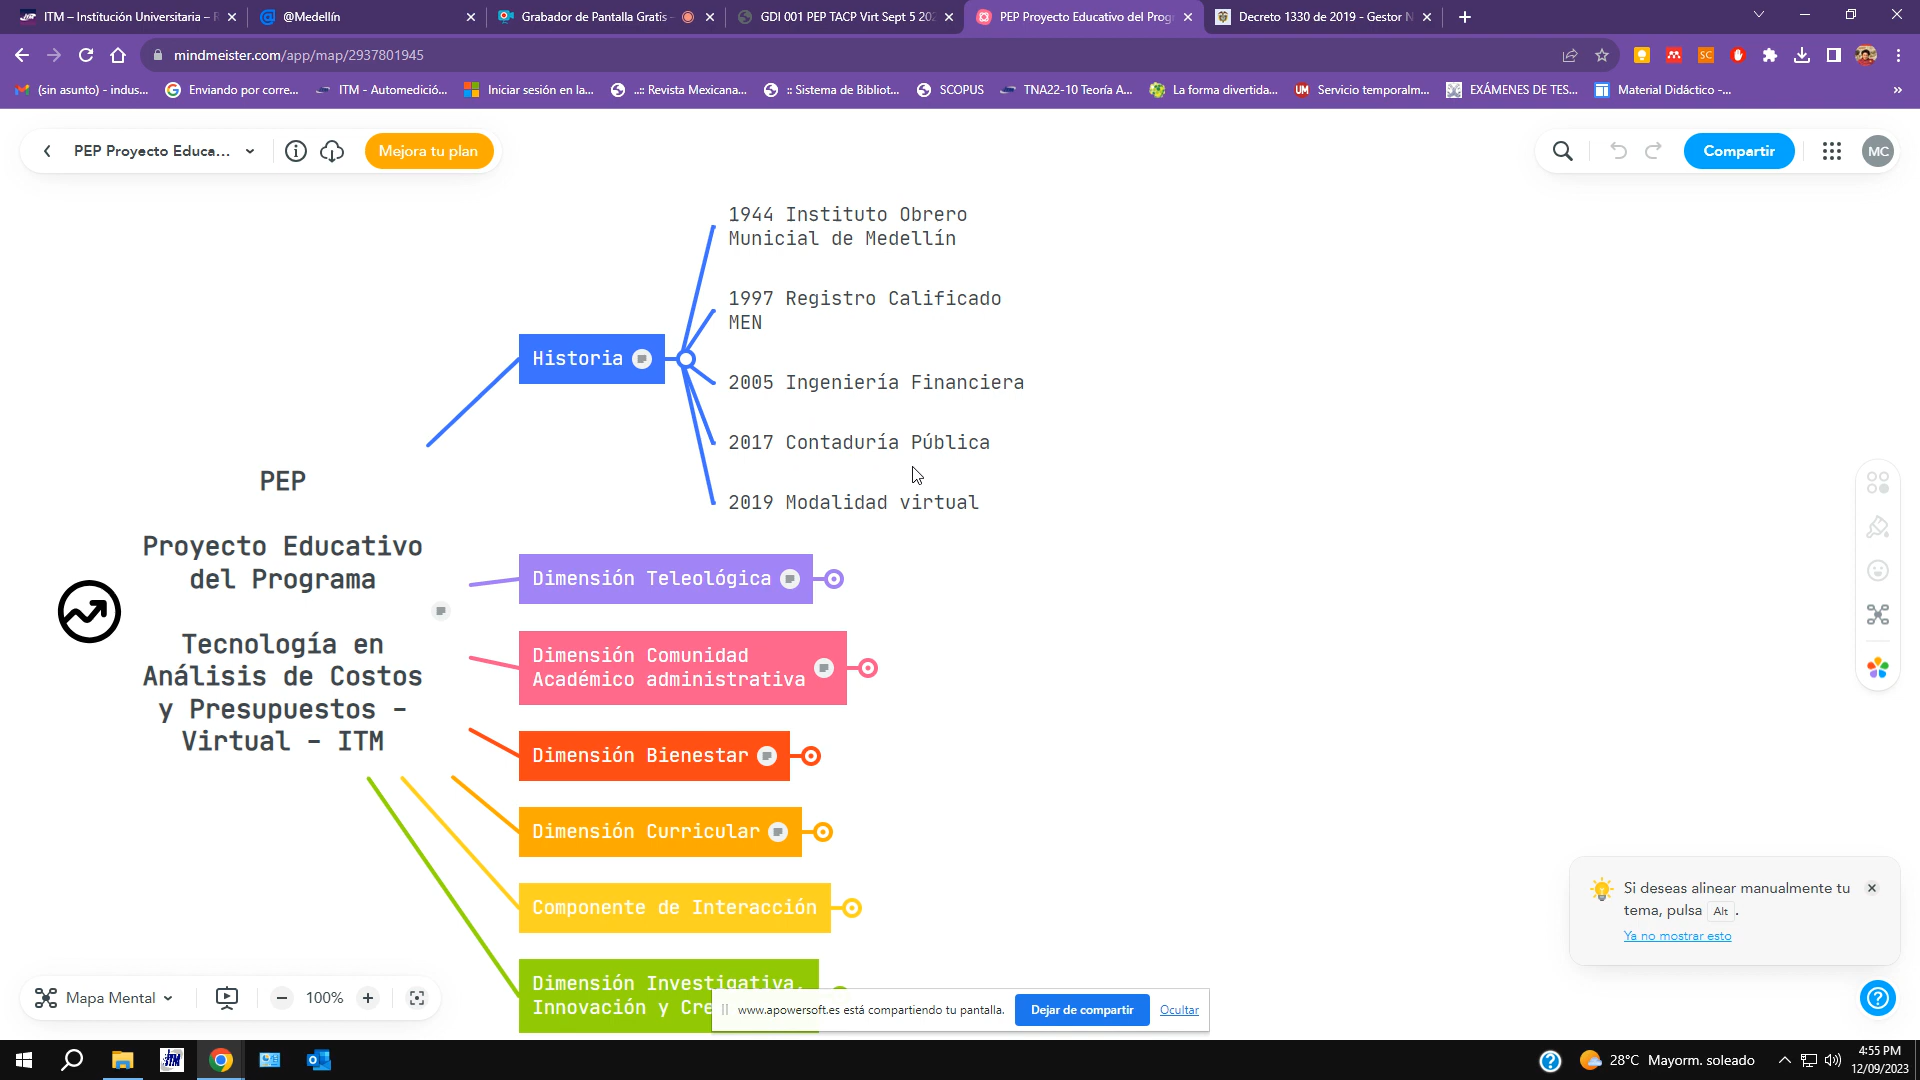 ITM – Institución Universitaria – R
@Medellín
Grabador de Pantalla Gratis -
GDI 001 PEP TACP Virt Sept 5 202
PEP Proyecto Educativo del Prog
Decreto 1330 de 2019 - Gestor N
mindmeister.com/app/map/2937801945
SC
(sin asunto) - indus...
Enviando por corre...
ITM - Automedició...
Iniciar sesión en la...
..:: Revista Mexicana...
:: Sistema de Bibliot...
SCOPUS
TNA22-10 Teoría A...
La forma divertida...
UM Servicio temporalm...
EXÁMENES DE TES...
Material Didáctico -...
»
PEP Proyecto Educa...
Mejora tu plan
Compartir
MC
1944 Instituto Obrero
Municial de Medellín
1997 Registro Calificado
MEN
Historia
2005 Ingeniería Financiera
2017 Contaduría Pública
2019 Modalidad virtual
PEP
Proyecto Educativo
del Programa
Tecnología en
Análisis de Costos
y Presupuestos -
Virtual - ITM
Dimensión Teleológica
Dimensión Comunidad
Académico administrativa
Dimensión Bienestar
Dimensión Curricular
Componente de Interacción
Dimensión Investigativa,
Innovación y Cre
Si deseas alinear manualmente tu
tema, pulsa Alt .
Ya no mostrar esto
Mapa Mental
100%
www.apowersoft.es está compartiendo tu pantalla.
Dejar de compartir
Ocultar
ITM
28°C Mayorm. soleado
4:55 PM
12/09/2023